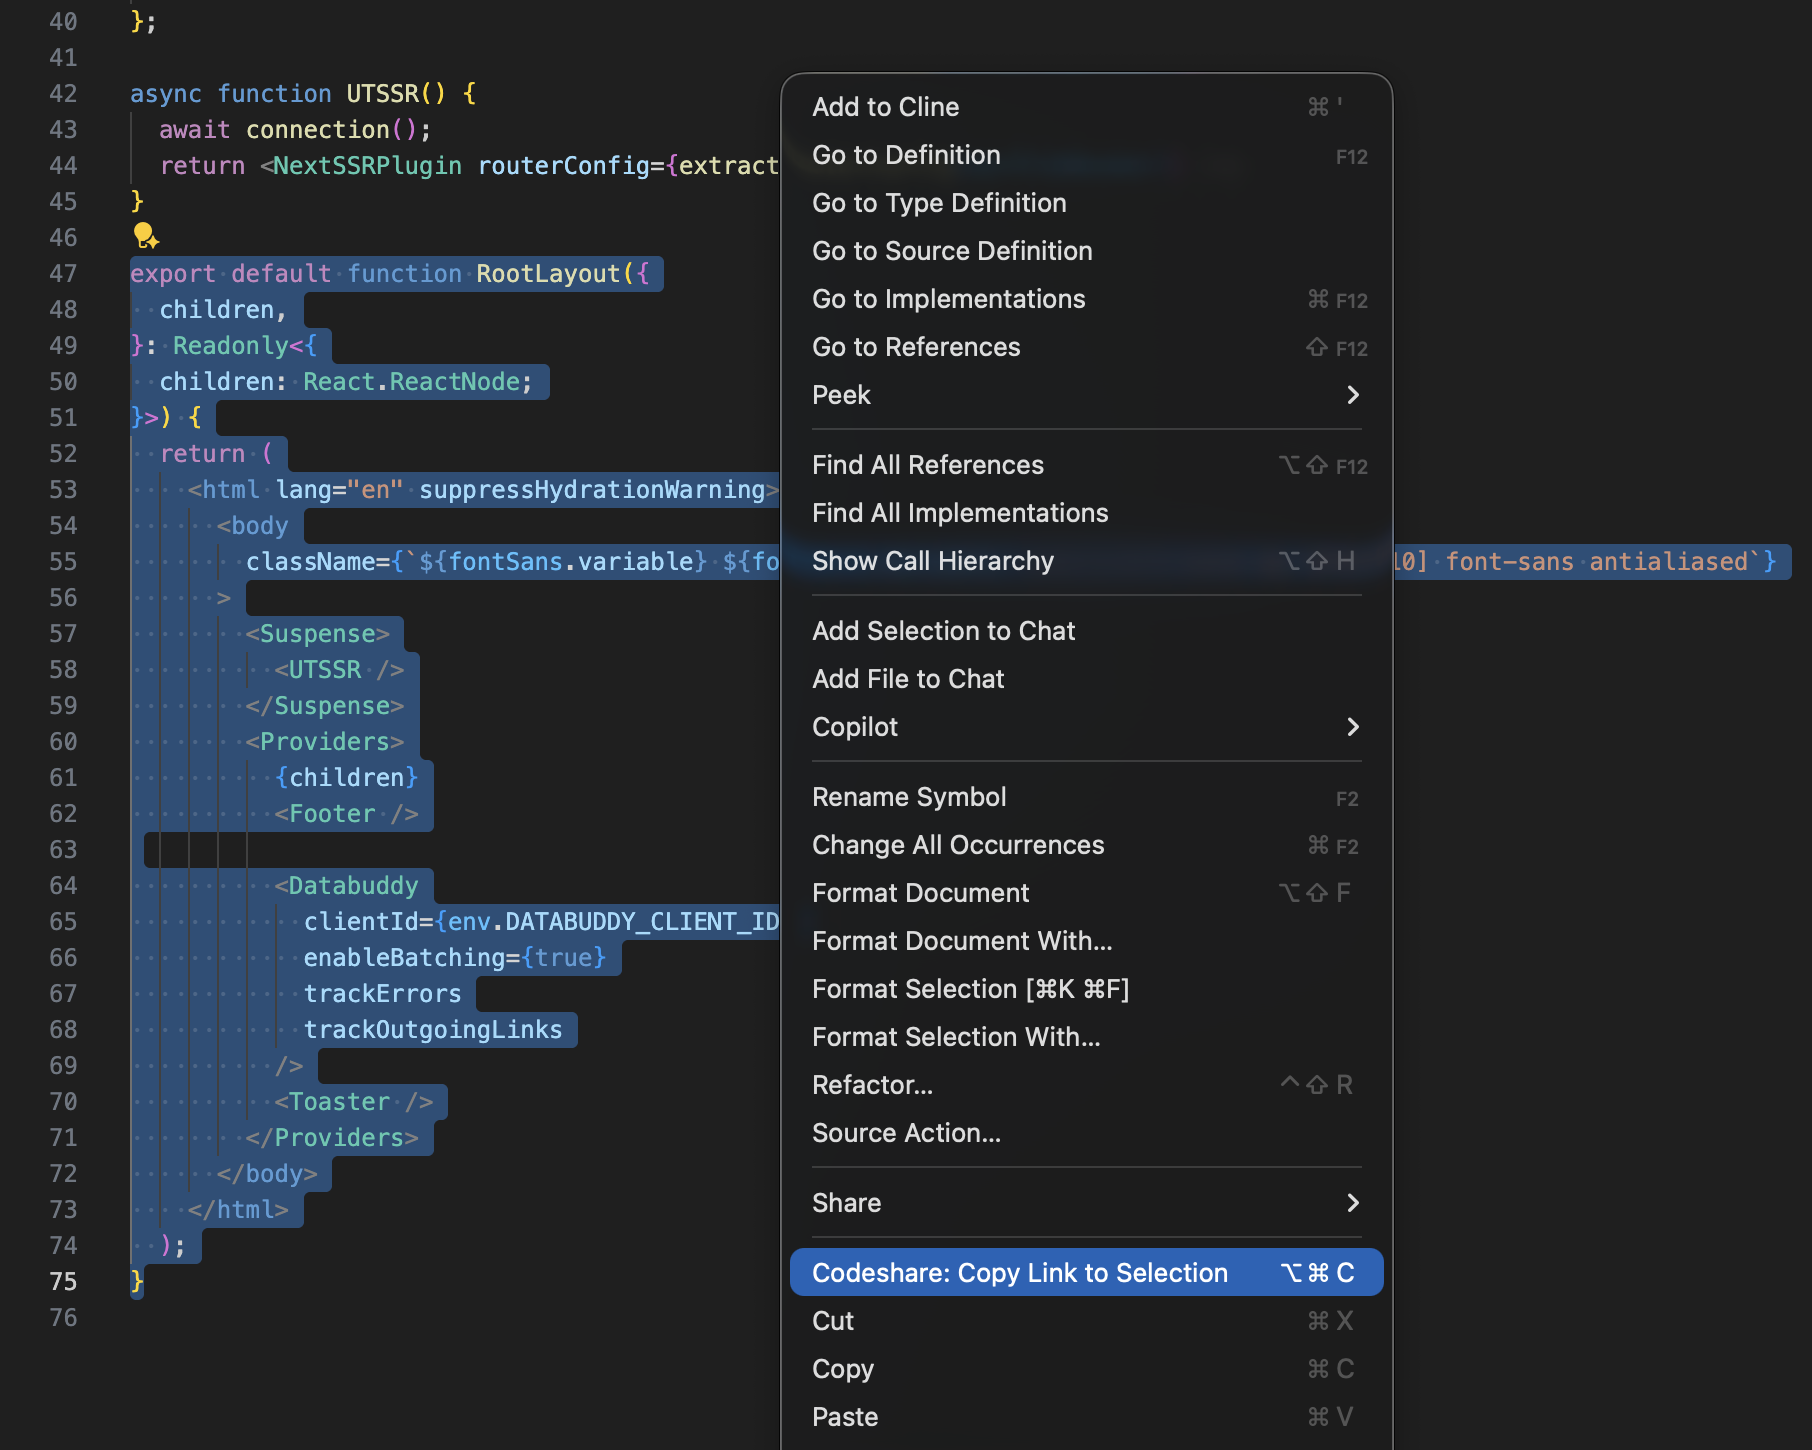 40 };
41
42 async function UTSSR() {
43 await connection();
44 return <NextSSRPlugin routerConfig={extract
45 }
46
47 export default function RootLayout({
48 children,
49 }: Readonly<{
50 children: React.ReactNode;
51 }>) {
52 return (
53 <html lang="en" suppressHydrationWarning>
54 <body
55 className={`${fontSans.variable} ${fo 10] font-sans antialiased`}
56 >
57 <Suspense>
58 <UTSSR />
59 </Suspense>
60 <Providers>
61 {children}
62 <Footer />
63
64 <Databuddy
65 clientId={env.DATABUDDY_CLIENT_ID
66 enableBatching={true}
67 trackErrors
68 trackOutgoingLinks
69 />
70 <Toaster />
71 </Providers>
72 </body>
73 </html>
74 );
75 }
76
Add to Cline ⌘ '
Go to Definition F12
Go to Type Definition
Go to Source Definition
Go to Implementations ⌘ F12
Go to References ⇧ F12
Peek
Find All References ⌥⇧ F12
Find All Implementations
Show Call Hierarchy ⌥⇧ H
Add Selection to Chat
Add File to Chat
Copilot
Rename Symbol F2
Change All Occurrences ⌘ F2
Format Document ⌥⇧ F
Format Document With...
Format Selection [⌘K ⌘F]
Format Selection With...
Refactor... ^⇧ R
Source Action...
Share
Codeshare: Copy Link to Selection ⌥⌘ C
Cut ⌘ X
Copy ⌘ C
Paste ⌘ V